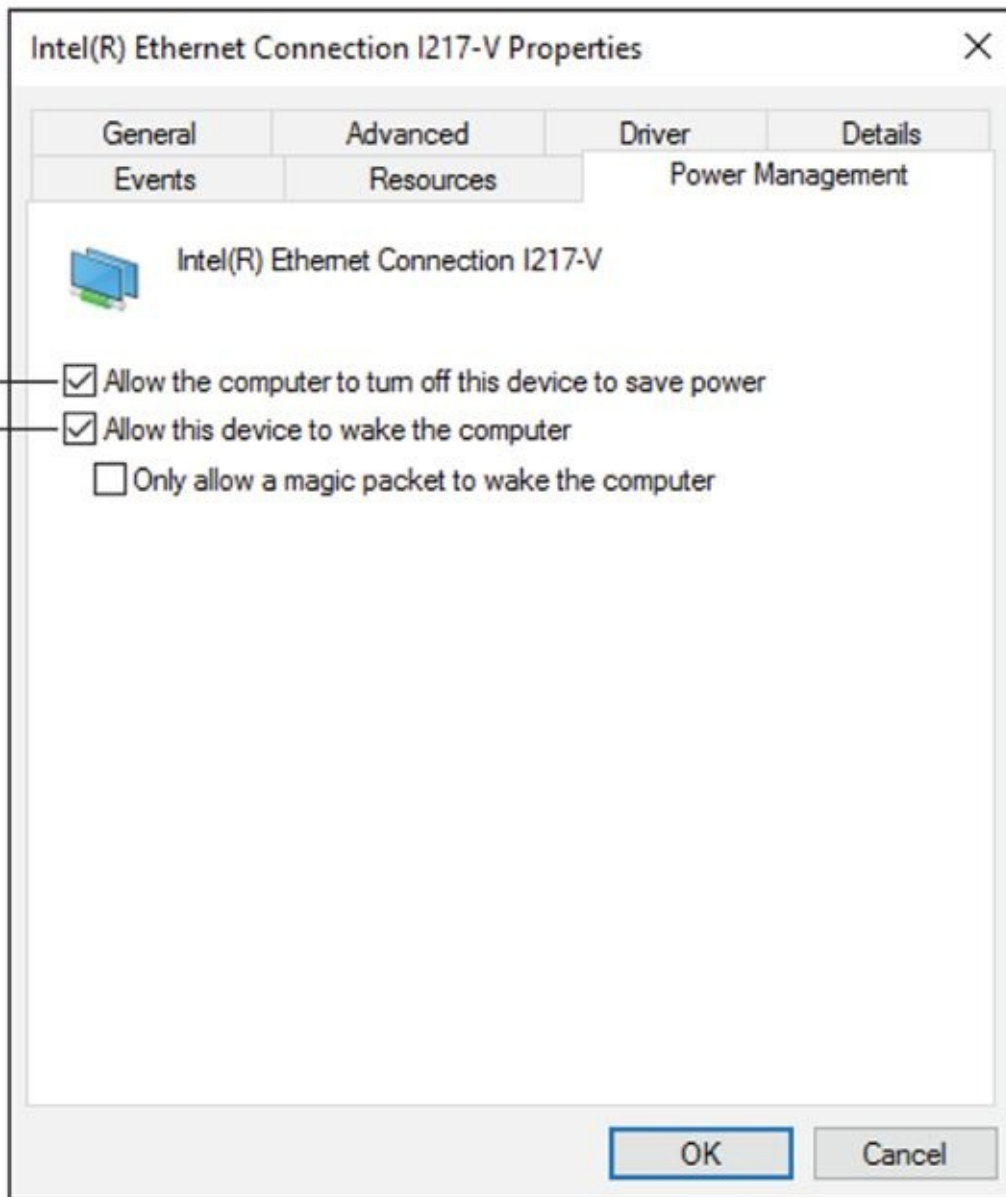 Intel(R) Ethernet Connection I217-V Properties
General Advanced Driver Details
Events Resources Power Management
Intel(R) Ethernet Connection I217-V
Allow the computer to turn off this device to save power
Allow this device to wake the computer
Only allow a magic packet to wake the computer
OK Cancel